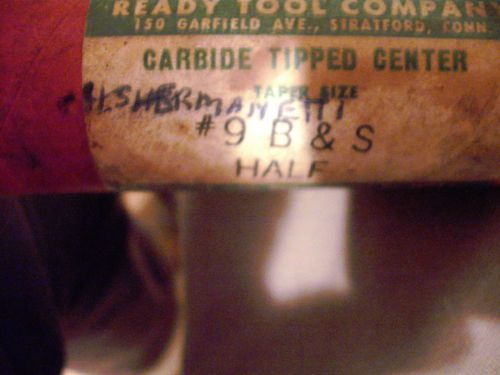 READY TOOL COMPAN
150 GARFIELD AVE., STRATFORD, CONN.
CARBIDE TIPPED CENTER
TAPER SIZE
#9 B & S
HALF